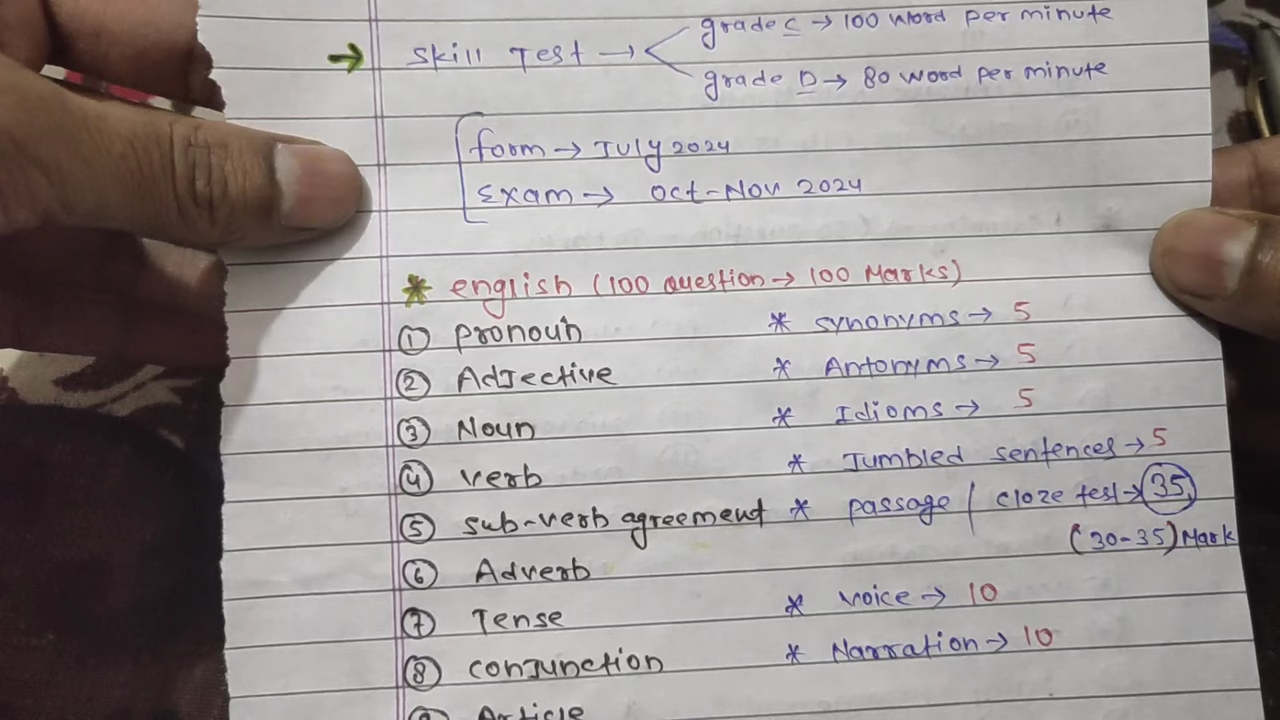 → Skill Test → grade C → 100 word per minute
grade D → 80 word per minute
form → July 2024
Exam → Oct-Nov 2024
* english (100 question → 100 Marks)
① pronoun * synonyms → 5
② Adjective * Antonyms → 5
③ Noun * Idioms → 5
④ verb * Jumbled sentences → 5
⑤ sub-verb agreement * passage / cloze test → 35
(30-35) Mark
⑥ Adverb
⑦ Tense * voice → 10
⑧ conjunction * Narration → 10
⑨ Article